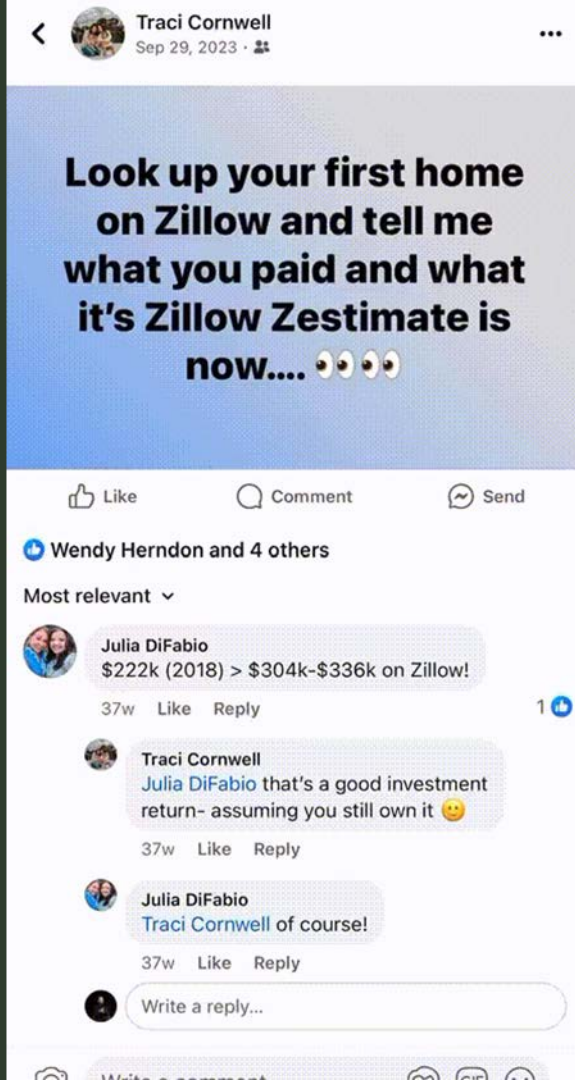 Traci Cornwell
Sep 29, 2023 ·
Look up your first home
on Zillow and tell me
what you paid and what
it's Zillow Zestimate is
now.... 👀👀
Like
Comment
Send
Wendy Herndon and 4 others
Most relevant
Julia DiFabio
$222k (2018) > $304k-$336k on Zillow!
37w Like Reply
1
Traci Cornwell
Julia DiFabio that's a good investment
return- assuming you still own it 🙂
37w Like Reply
Julia DiFabio
Traci Cornwell of course!
37w Like Reply
Write a reply...
Write a comment
GIF